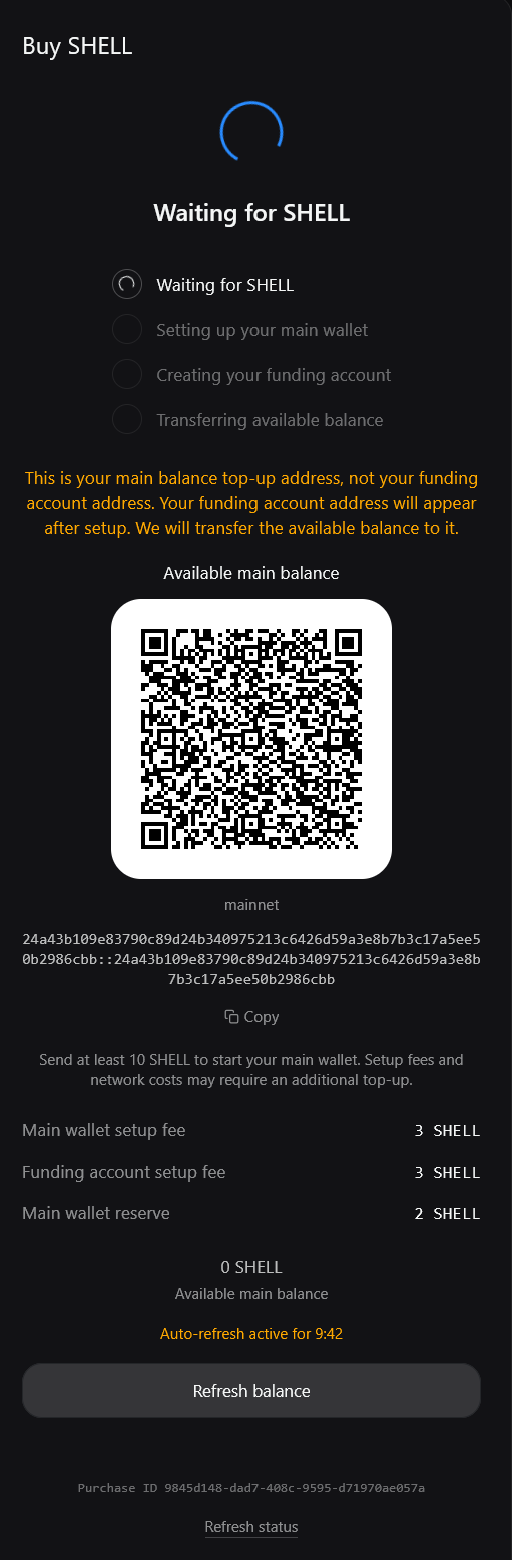 Buy SHELL
Waiting for SHELL
Waiting for SHELL
Setting up your main wallet
Creating your funding account
Transferring available balance
This is your main balance top-up address, not your funding
account address. Your funding account address will appear
after setup. We will transfer the available balance to it.
Available main balance
mainnet
24a43b109e83790c89d24b340975213c6426d59a3e8b7b3c17a5ee5
0b2986cbb::24a43b109e83790c89d24b340975213c6426d59a3e8b
7b3c17a5ee50b2986cbb
Copy
Send at least 10 SHELL to start your main wallet. Setup fees and
network costs may require an additional top-up.
Main wallet setup fee 3 SHELL
Funding account setup fee 3 SHELL
Main wallet reserve 2 SHELL
0 SHELL
Available main balance
Auto-refresh active for 9:42
Refresh balance
Purchase ID 9845d148-dad7-408c-9595-d71970ae057a
Refresh status